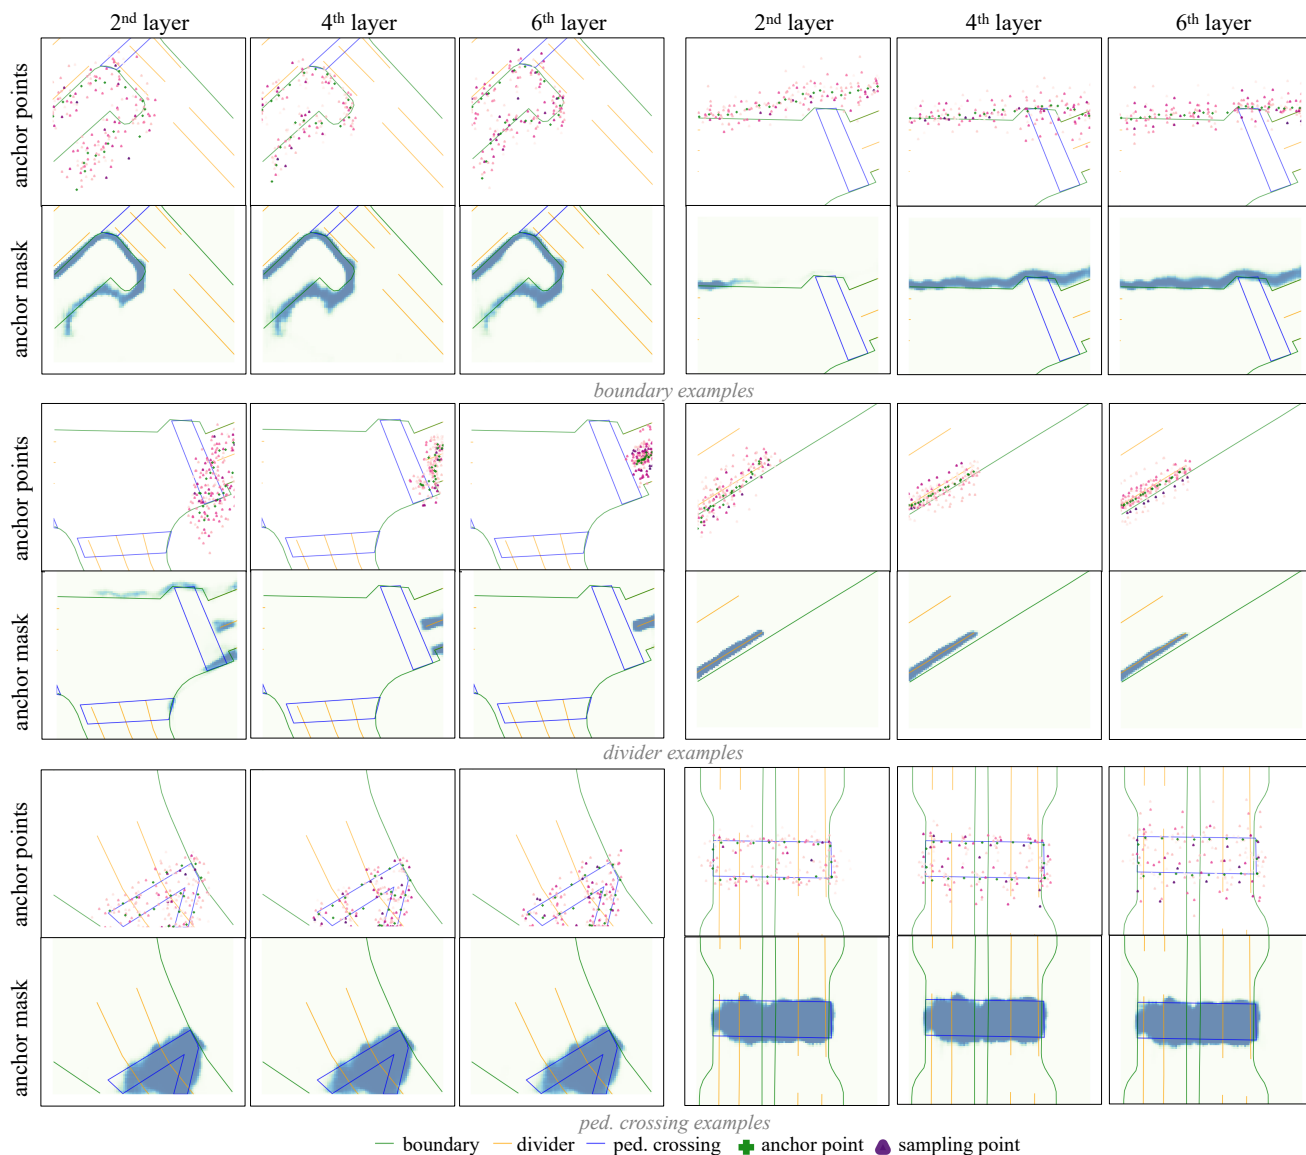 2nd layer 4th layer 6th layer 2nd layer 4th layer 6th layer
anchor points
anchor mask
boundary examples
anchor points
anchor mask
divider examples
anchor points
anchor mask
ped. crossing examples
boundary divider ped. crossing anchor point sampling point